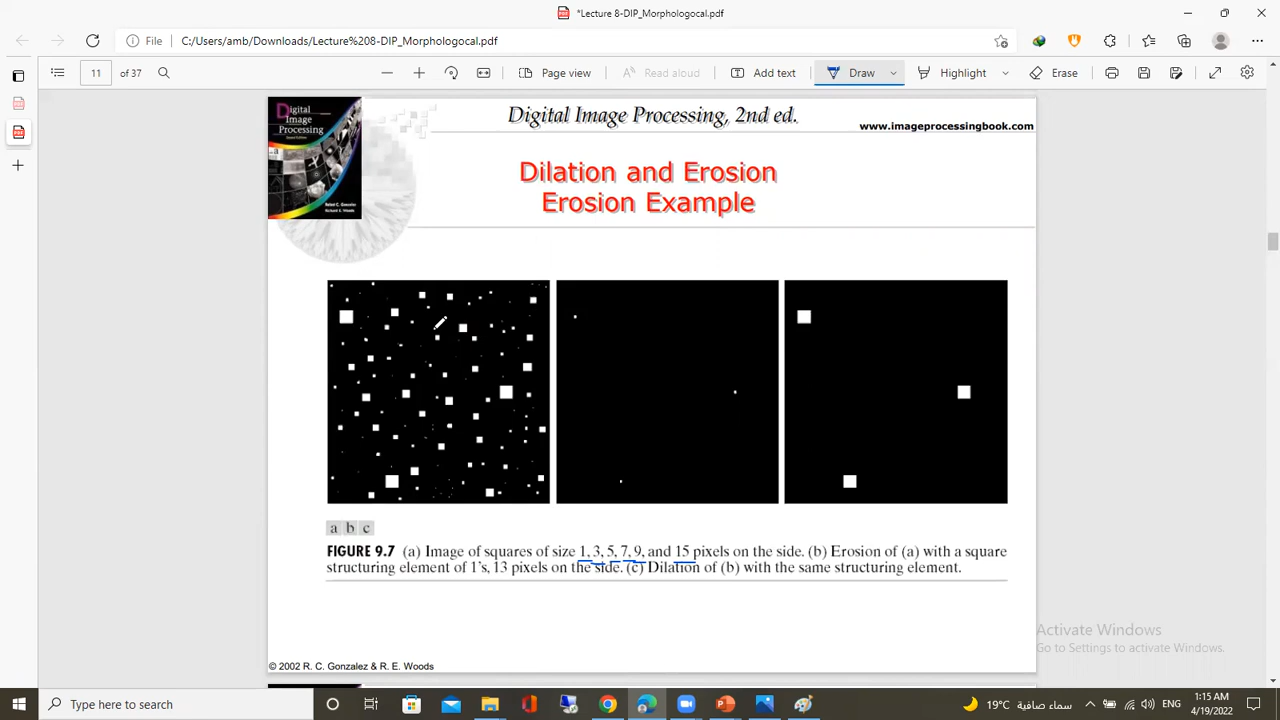 *Lecture 8-DIP_Morphologocal.pdf
File
C:/Users/amb/Downloads/Lecture%208-DIP_Morphologocal.pdf
11 of 37
Page view
Read aloud
Add text
Draw
Highlight
Erase
Digital Image Processing
Digital Image Processing, 2nd ed.
www.imageprocessingbook.com
Dilation and Erosion
Erosion Example
a b c
FIGURE 9.7 (a) Image of squares of size 1, 3, 5, 7, 9, and 15 pixels on the side. (b) Erosion of (a) with a square
structuring element of 1's, 13 pixels on the side. (c) Dilation of (b) with the same structuring element.
© 2002 R. C. Gonzalez & R. E. Woods
Activate Windows
Go to Settings to activate Windows.
Type here to search
19°C سماء صافية
ENG
1:15 AM
4/19/2022